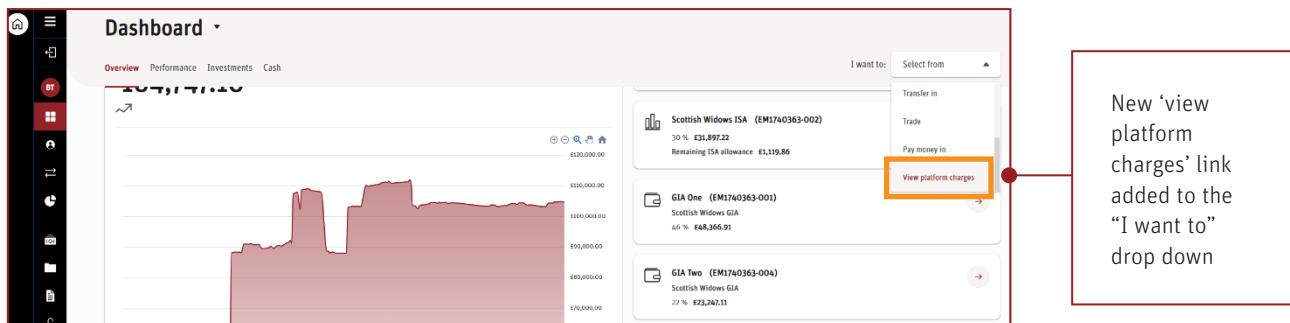 Dashboard
Overview Performance Investments Cash
I want to: Select from
BT
Transfer in
Trade
Pay money in
View platform charges
£120,000.00
£110,000.00
£100,000.00
£90,000.00
£80,000.00
£70,000.00
Scottish Widows ISA (EM1740363-002)
30 % £31,897.22
Remaining ISA allowance £1,119.86
GIA One (EM1740363-001)
Scottish Widows GIA
46 % £48,366.91
GIA Two (EM1740363-004)
Scottish Widows GIA
22 % £23,247.11
New ‘view
platform
charges’ link
added to the
“I want to”
drop down